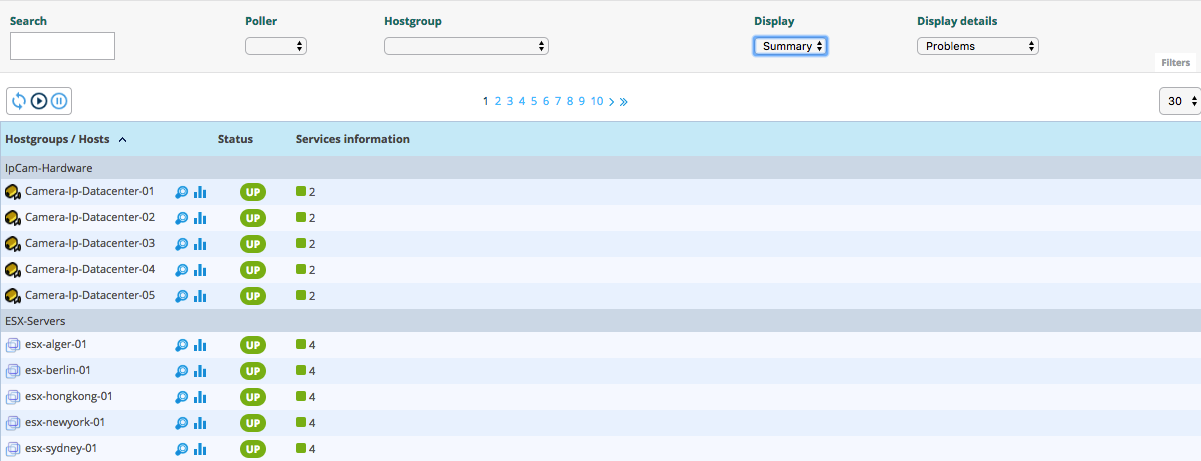 Search Poller Hostgroup Display Display details
Summary Problems
Filters
1 2 3 4 5 6 7 8 9 10 30
Hostgroups / Hosts Status Services information
IpCam-Hardware
Camera-Ip-Datacenter-01 UP 2
Camera-Ip-Datacenter-02 UP 2
Camera-Ip-Datacenter-03 UP 2
Camera-Ip-Datacenter-04 UP 2
Camera-Ip-Datacenter-05 UP 2
ESX-Servers
esx-alger-01 UP 4
esx-berlin-01 UP 4
esx-hongkong-01 UP 4
esx-newyork-01 UP 4
esx-sydney-01 UP 4